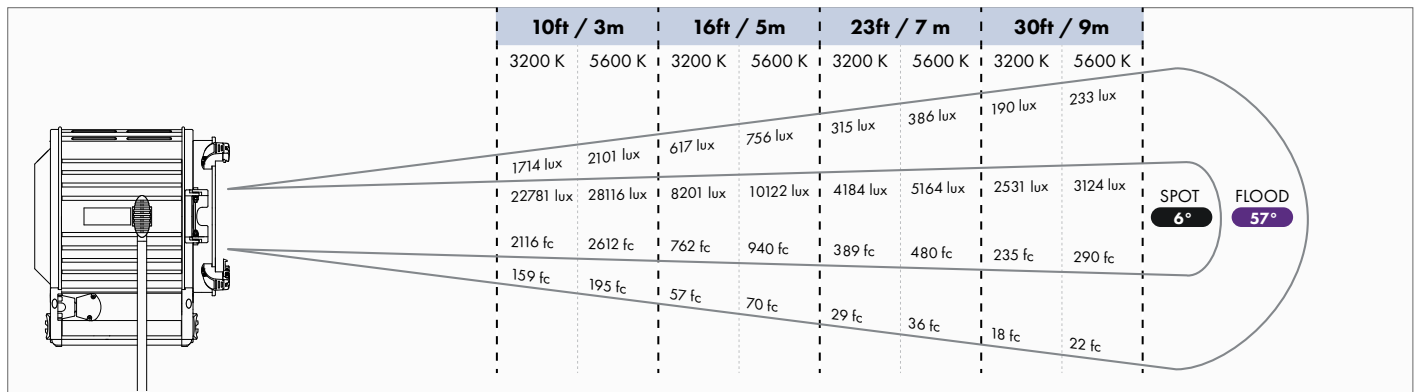 10ft / 3m 16ft / 5m 23ft / 7 m 30ft / 9m
3200 K 5600 K 3200 K 5600 K 3200 K 5600 K 3200 K 5600 K
1714 lux 2101 lux 617 lux 756 lux 315 lux 386 lux 190 lux 233 lux
22781 lux 28116 lux 8201 lux 10122 lux 4184 lux 5164 lux 2531 lux 3124 lux
SPOT FLOOD
6° 57°
2116 fc 2612 fc 762 fc 940 fc 389 fc 480 fc 235 fc 290 fc
159 fc 195 fc 57 fc 70 fc 29 fc 36 fc 18 fc 22 fc